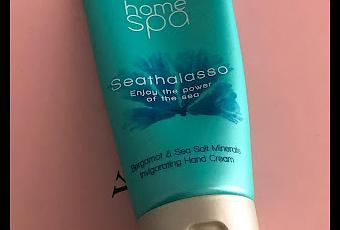 home
spa
Seathalasso
Enjoy the power
of the sea
Bergamot & Sea Salt Minerals
Invigorating Hand Cream